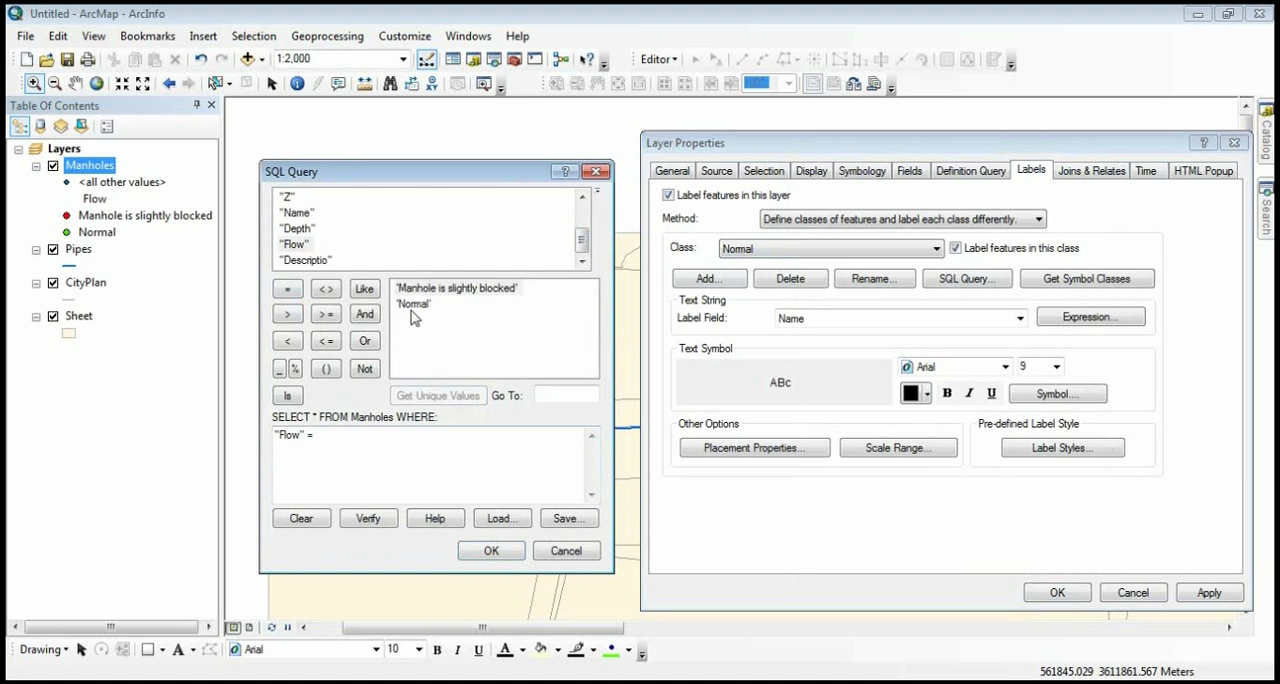 Untitled - ArcMap - ArcInfo
File Edit View Bookmarks Insert Selection Geoprocessing Customize Windows Help
1:2,000
Editor
Table Of Contents
Layers
Manholes
<all other values>
Flow
Manhole is slightly blocked
Normal
Pipes
CityPlan
Sheet
SQL Query
"Z"
"Name"
"Depth"
"Flow"
"Descriptio"
= < > Like
> > = And
< < = Or
_ % ( ) Not
Is
'Manhole is slightly blocked'
'Normal'
Get Unique Values Go To:
SELECT * FROM Manholes WHERE:
"Flow" =
Clear Verify Help Load... Save...
OK Cancel
Layer Properties
General Source Selection Display Symbology Fields Definition Query Labels Joins & Relates Time HTML Popup
Label features in this layer
Method: Define classes of features and label each class differently.
Class: Normal Label features in this class
Add... Delete Rename... SQL Query... Get Symbol Classes
Text String
Label Field: Name Expression...
Text Symbol
ABc
Arial 9
B I U Symbol...
Other Options
Placement Properties... Scale Range...
Pre-defined Label Style
Label Styles...
OK Cancel Apply
Catalog
Search
Drawing A Arial 10 B I U A
561845.029 3611861.567 Meters